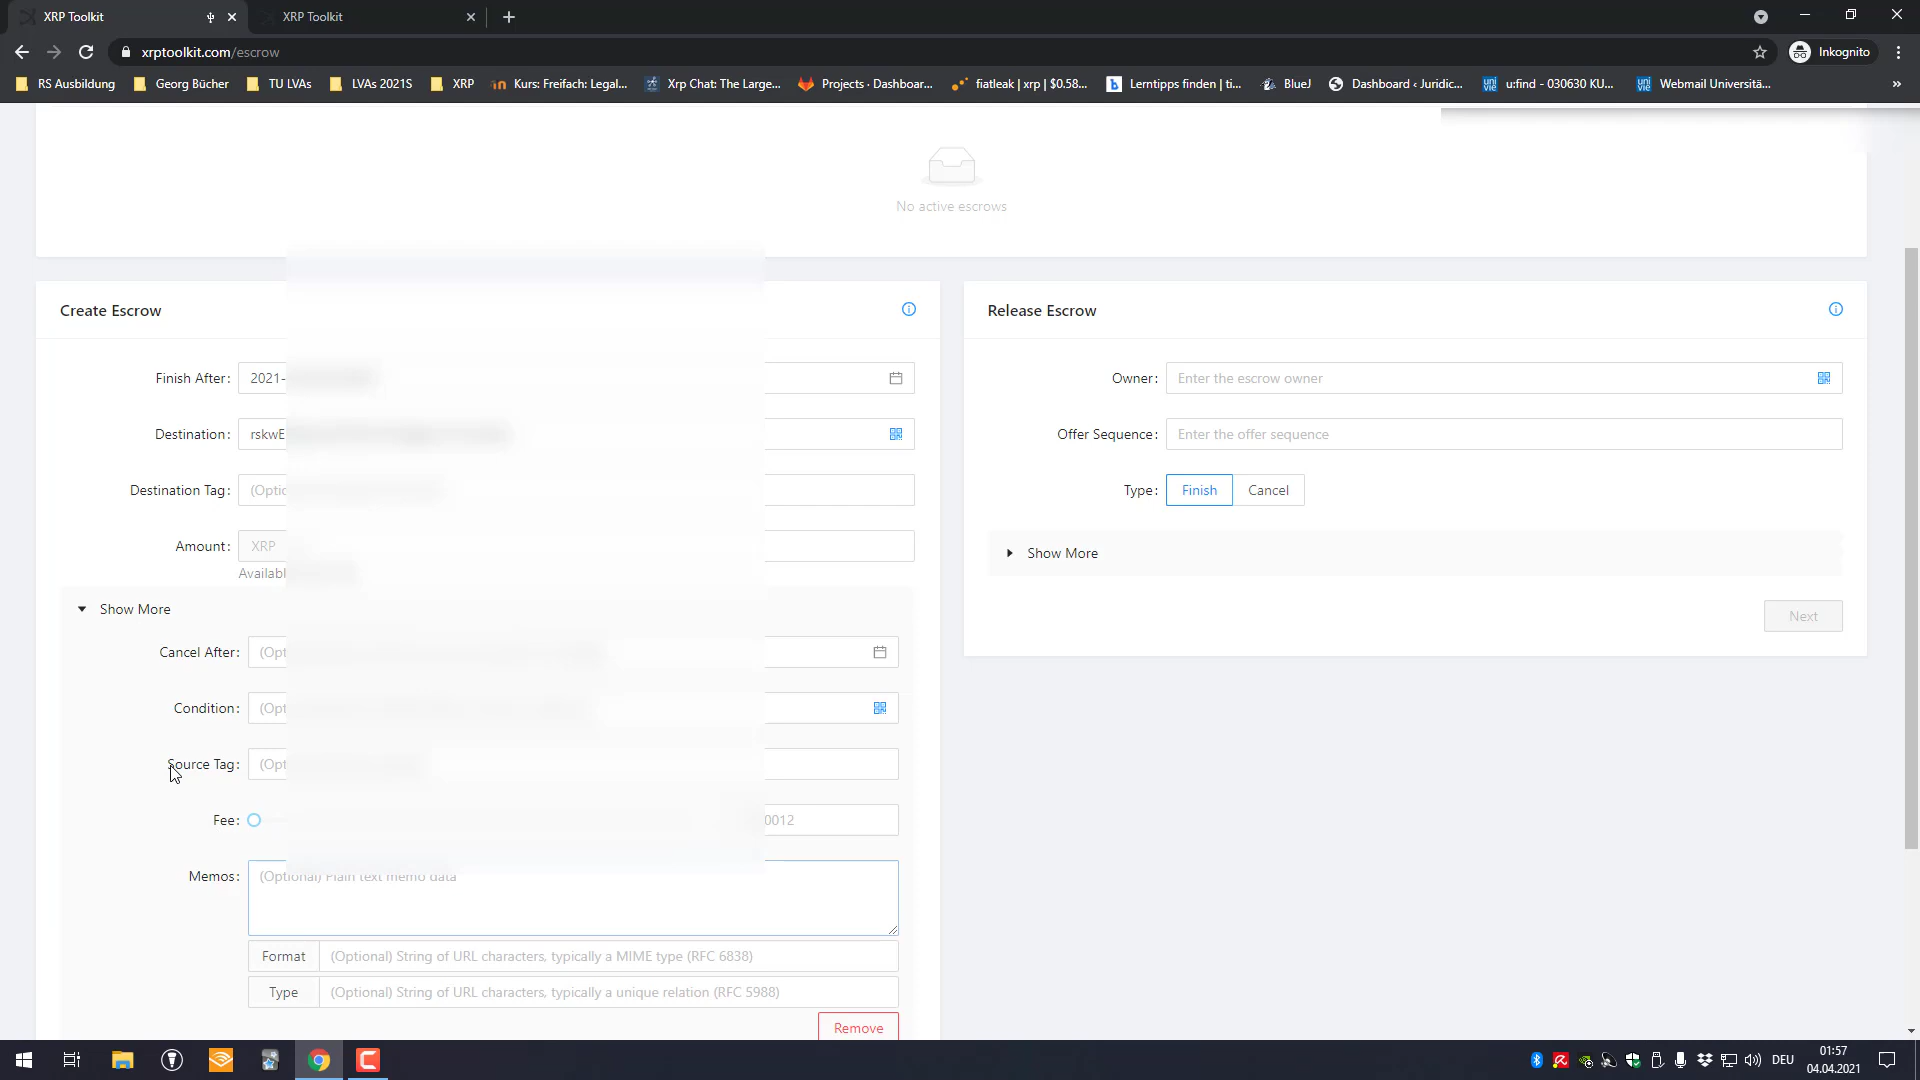 XRP Toolkit
XRP Toolkit
xrptoolkit.com/escrow
Inkognito
RS Ausbildung
Georg Bücher
TU LVAs
LVAs 2021S
XRP
Kurs: Freifach: Legal...
Xrp Chat: The Large...
Projects · Dashboar...
fiatleak | xrp | $0.58...
Lerntipps finden | ti...
BlueJ
Dashboard ‹ Juridic...
u:find - 030630 KU...
Webmail Universitä...
No active escrows
Create Escrow
Finish After:
2021-
Destination:
rskwE
Destination Tag:
(Optio
Amount:
XRP
Availabl
Show More
Cancel After:
(Opt
Condition:
(Opt
Source Tag:
(Opt
Fee:
0012
Memos:
(Optional) Plain text memo data
Format
(Optional) String of URL characters, typically a MIME type (RFC 6838)
Type
(Optional) String of URL characters, typically a unique relation (RFC 5988)
Remove
Release Escrow
Owner:
Enter the escrow owner
Offer Sequence:
Enter the offer sequence
Type:
Finish
Cancel
Show More
Next
DEU
01:57
04.04.2021